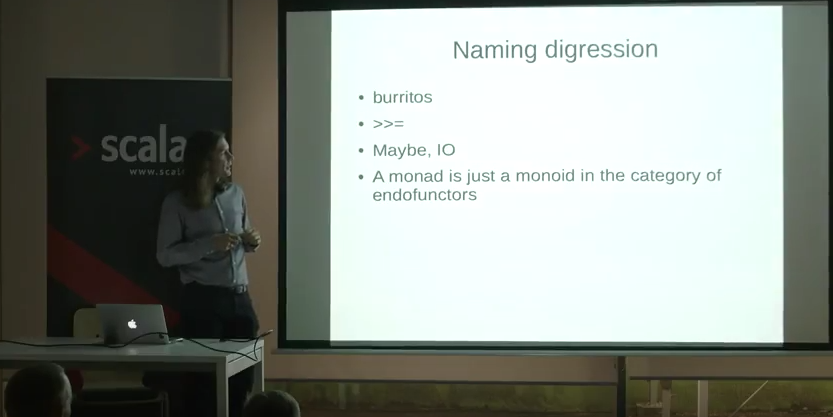 Naming digression
• burritos
• >>=
• Maybe, IO
• A monad is just a monoid in the category of
endofunctors
scala
www.scal